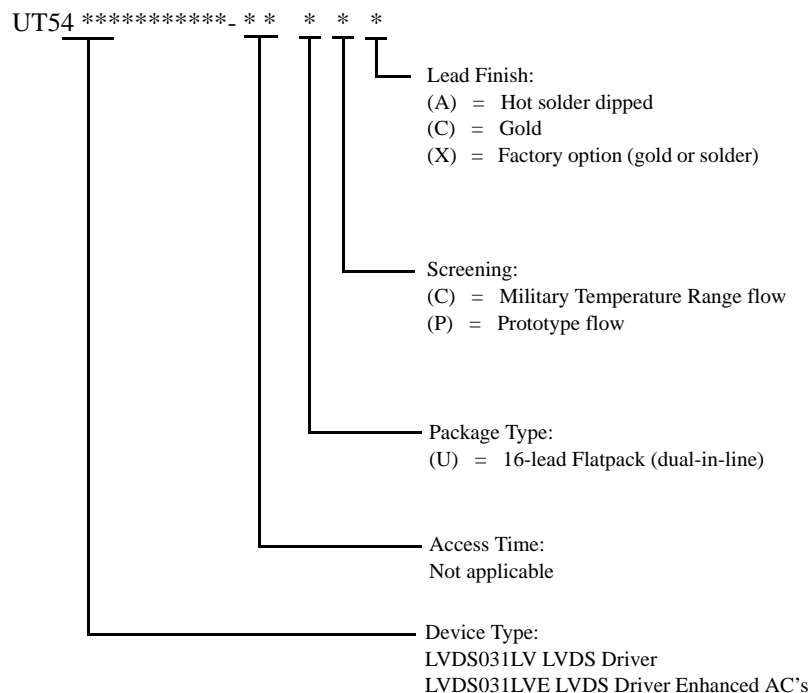 UT54 ***********- * * * * *
Lead Finish:
(A) = Hot solder dipped
(C) = Gold
(X) = Factory option (gold or solder)
Screening:
(C) = Military Temperature Range flow
(P) = Prototype flow
Package Type:
(U) = 16-lead Flatpack (dual-in-line)
Access Time:
Not applicable
Device Type:
LVDS031LV LVDS Driver
LVDS031LVE LVDS Driver Enhanced AC's